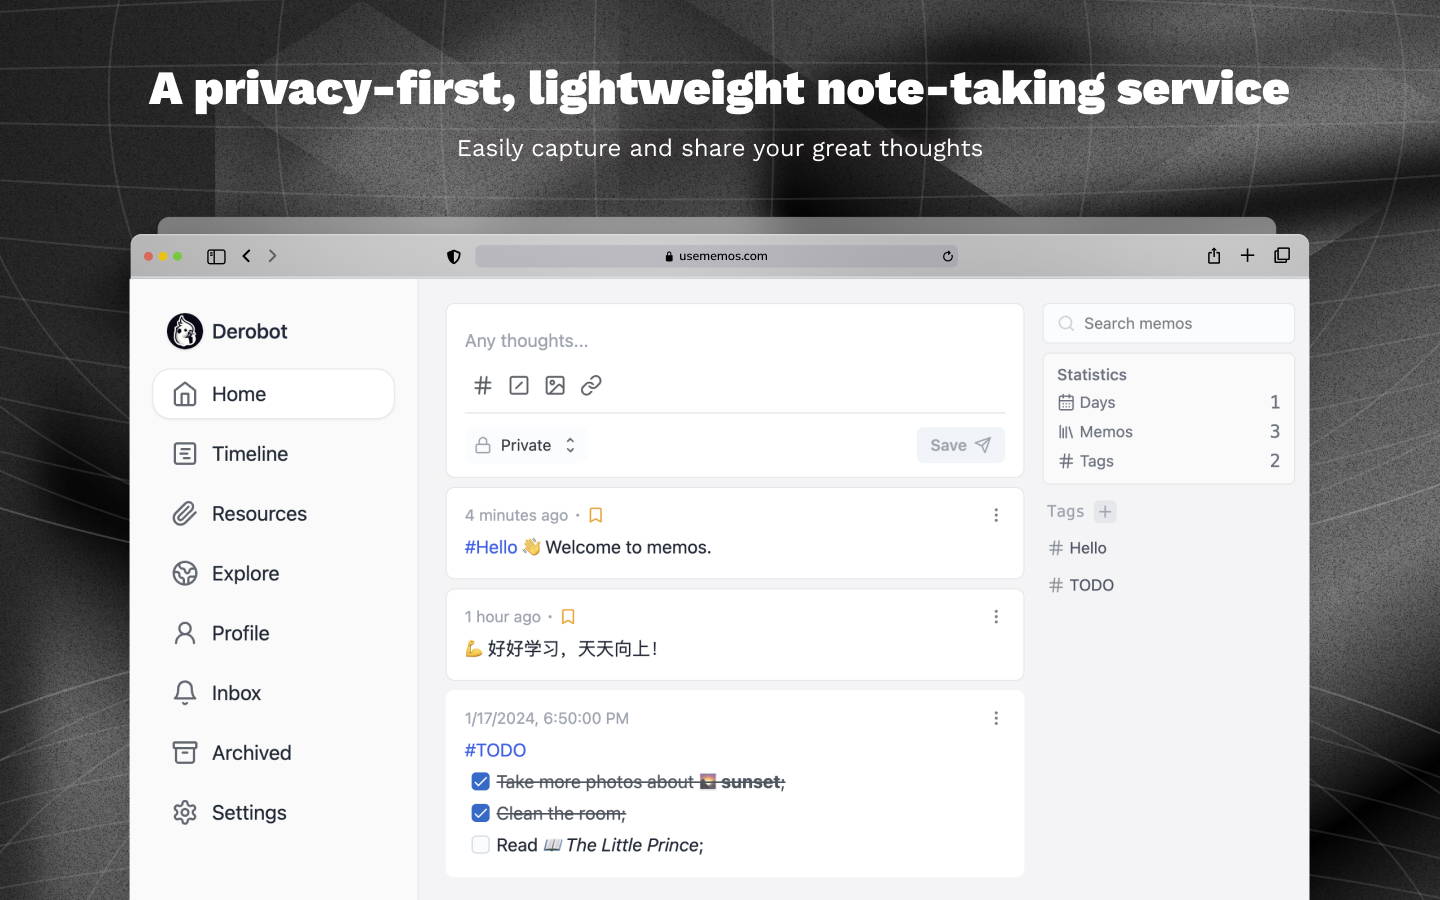 A privacy-first, lightweight note-taking service
Easily capture and share your great thoughts
usememos.com
Derobot
Home
Timeline
Resources
Explore
Profile
Inbox
Archived
Settings
Any thoughts...
Private
Save
4 minutes ago •
#Hello 👋 Welcome to memos.
1 hour ago •
💪 好好学习，天天向上！
1/17/2024, 6:50:00 PM
#TODO
Take more photos about 🌅 sunset;
Clean the room;
Read 📖 The Little Prince;
Search memos
Statistics
Days 1
Memos 3
# Tags 2
Tags +
# Hello
# TODO